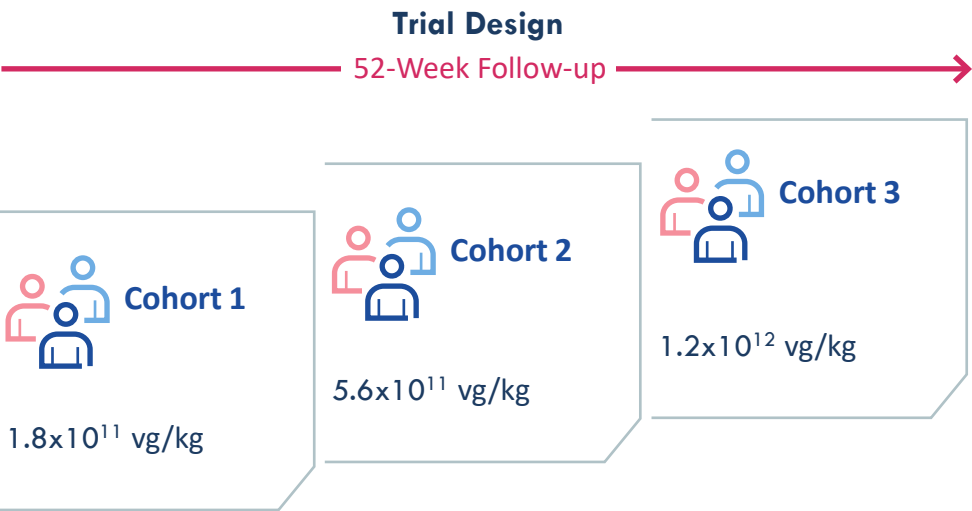 Trial Design
52-Week Follow-up
Cohort 1
1.8x10¹¹ vg/kg
Cohort 2
5.6x10¹¹ vg/kg
Cohort 3
1.2x10¹² vg/kg